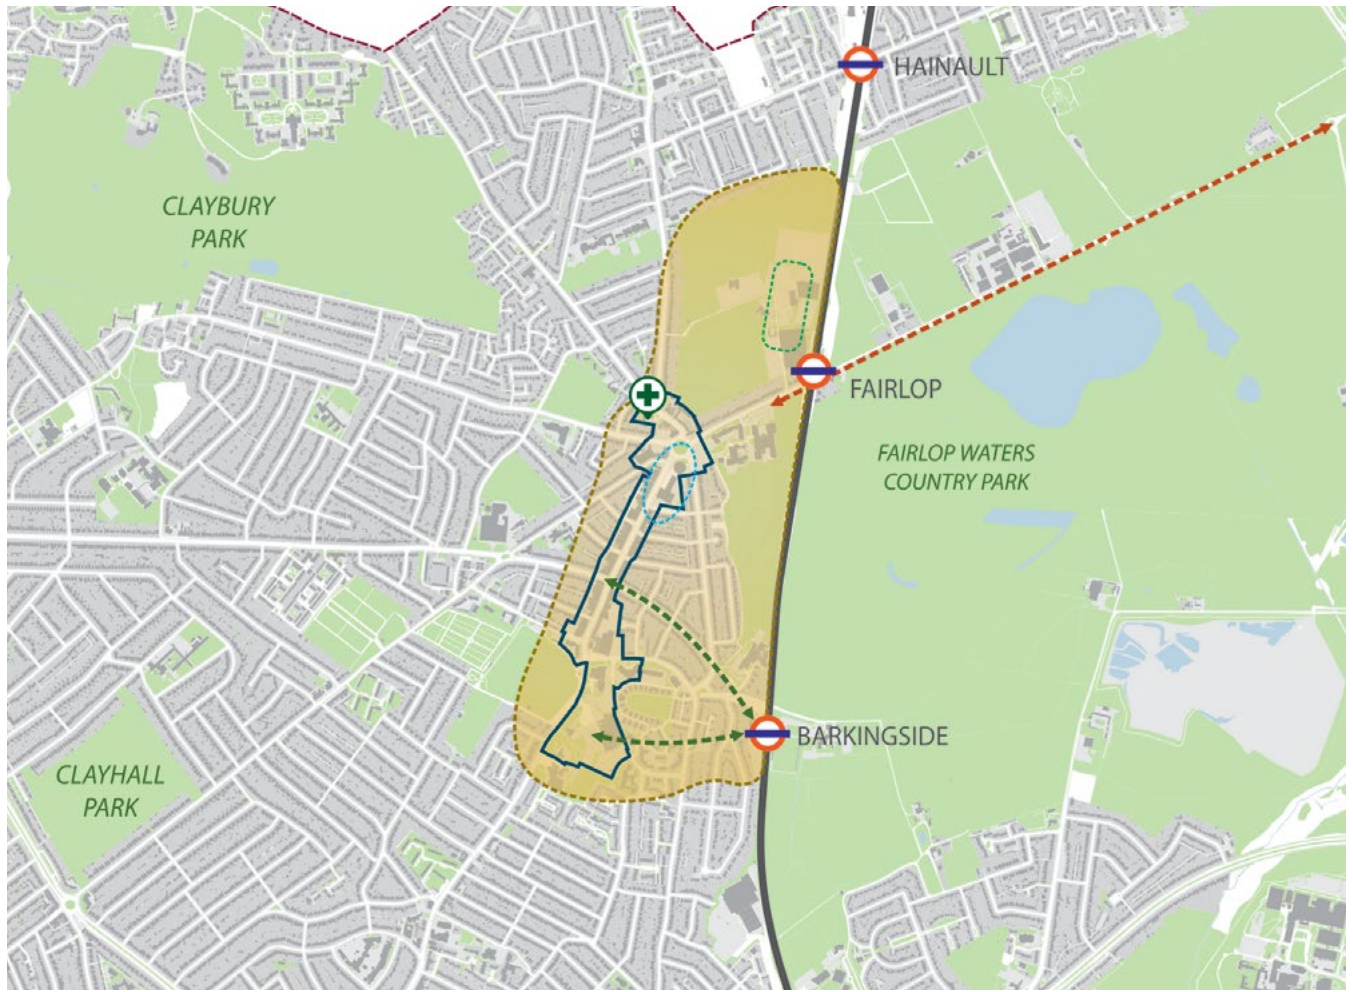 HAINAULT
CLAYBURY
PARK
FAIRLOP
FAIRLOP WATERS
COUNTRY PARK
BARKINGSIDE
CLAYHALL
PARK